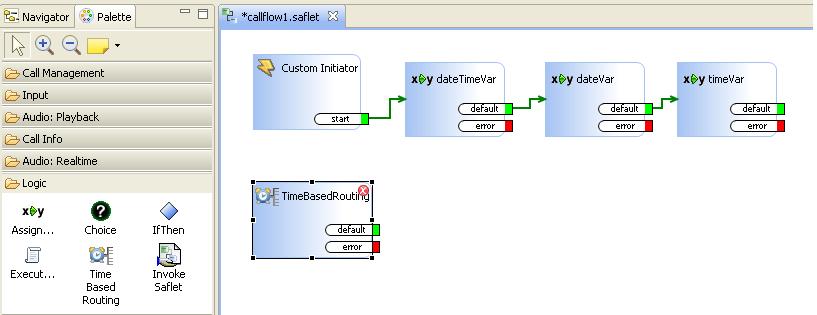 Navigator
Palette
Call Management
Input
Audio: Playback
Call Info
Audio: Realtime
Logic
x y
Assign...
Choice
IfThen
Execut...
Time
Based
Routing
Invoke
Saflet
*callflow1.saflet
Custom Initiator
start
x y dateTimeVar
default
error
x y dateVar
default
error
x y timeVar
default
error
TimeBasedRouting
default
error